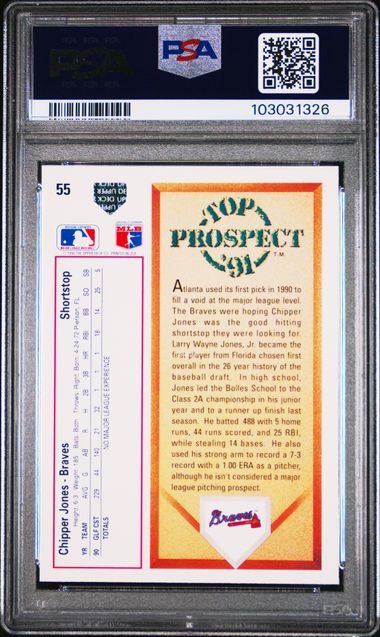 PSA
PSA
103031326
55
UPPER DECK
MLB
MAJOR LEAGUE BASEBALL
TOP
PROSPECT
'91
T.M.
Atlanta used its first pick in 1990 to
fill a void at the major league level.
The Braves were hoping Chipper
Jones was the good hitting
shortstop they were looking for.
Larry Wayne Jones, Jr. became the
first player from Florida chosen first
overall in the 26 year history of the
baseball draft. In high school,
Jones led the Bolles School to the
Class 2A championship in his junior
year and to a runner up finish last
season. He batted .488 with 5 home
runs, 44 runs scored, and 25 RBI,
while stealing 14 bases. He also
used his strong arm to record a 7-3
record with a 1.00 ERA as a pitcher,
although he isn't considered a major
league pitching prospect.
Braves
Chipper Jones - Braves Shortstop
Height: 6-3 Weight: 185 Bats: Both Throws: Right Born: 4-24-72 Pierson, FL
YR TEAM AVG G AB R H 2B 3B HR RBI BB SO SB
90 GLF CST .229 44 140 21 32 1 1 1 18 14 25 5
TOTALS NO MAJOR LEAGUE EXPERIENCE